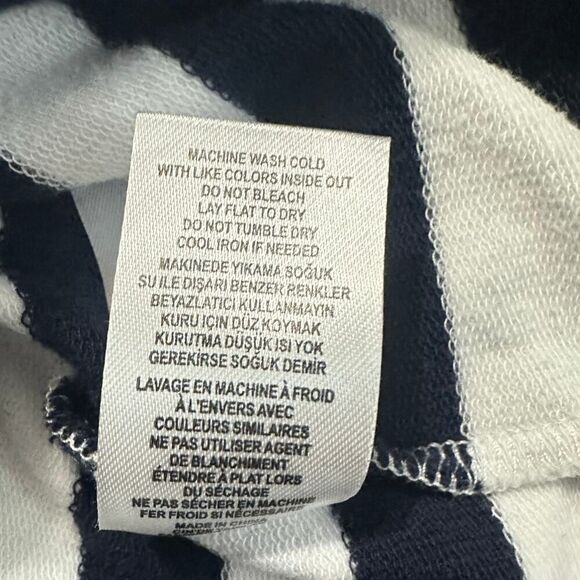 MACHINE WASH COLD
WITH LIKE COLORS INSIDE OUT
DO NOT BLEACH
LAY FLAT TO DRY
DO NOT TUMBLE DRY
COOL IRON IF NEEDED
MAKINEDE YIKAMA SOĞUK
SU ILE DIŞARI BENZER RENKLER
BEYAZLATICI KULLANMAYIN
KURU IÇIN DÜZ KOYMAK
KURUTMA DÜŞUK ISI YOK
GEREKIRSE SOĞUK DEMIR
LAVAGE EN MACHINE À FROID
À L'ENVERS AVEC
COULEURS SIMILAIRES
NE PAS UTILISER AGENT
DE BLANCHIMENT
ÉTENDRE À PLAT LORS
DU SÉCHAGE
NE PAS SÉCHER EN MACHINE
FER FROID SI NÉCESSAIRE
MADE IN CHINA